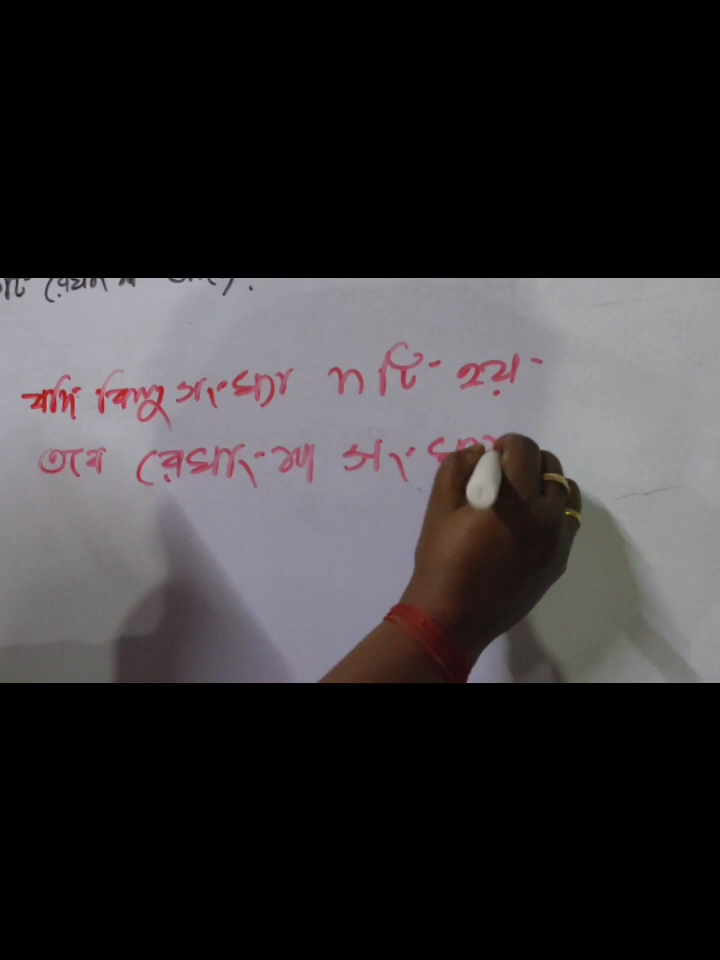 টি রেখাংশ
যদি বিন্দু সংখ্যা n টি হয়
তবে রেখাংশ সংখ্যা